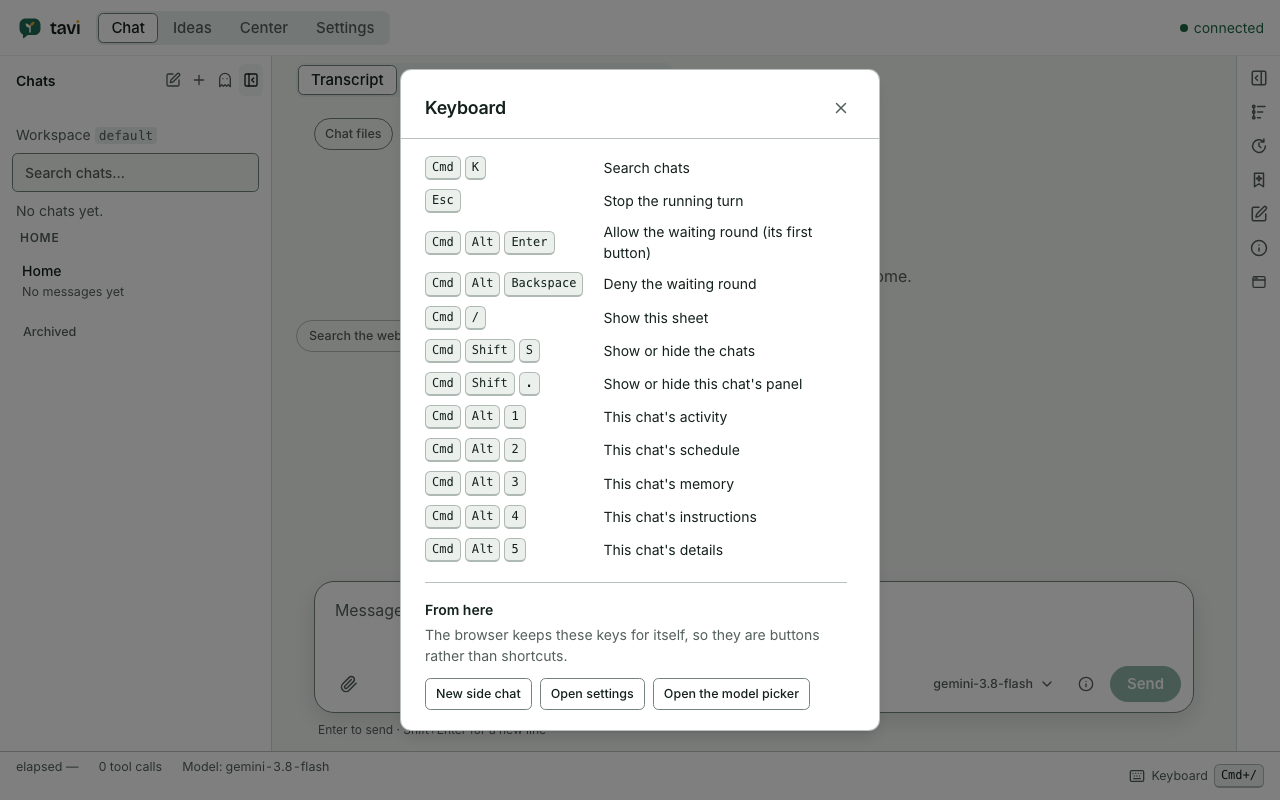 tavi
Chat Ideas Center Settings
connected
Chats
Workspace default
Search chats...
No chats yet.
HOME
Home
No messages yet
Archived
Transcript
Chat files
ome.
Search the web
Keyboard
Cmd K Search chats
Esc Stop the running turn
Cmd Alt Enter Allow the waiting round (its first
button)
Cmd Alt Backspace Deny the waiting round
Cmd / Show this sheet
Cmd Shift S Show or hide the chats
Cmd Shift . Show or hide this chat's panel
Cmd Alt 1 This chat's activity
Cmd Alt 2 This chat's schedule
Cmd Alt 3 This chat's memory
Cmd Alt 4 This chat's instructions
Cmd Alt 5 This chat's details
From here
The browser keeps these keys for itself, so they are buttons
rather than shortcuts.
New side chat Open settings Open the model picker
Message
gemini-3.8-flash
Send
Enter to send · Shift+Enter for a new line
elapsed — 0 tool calls Model: gemini-3.8-flash
Keyboard Cmd+/